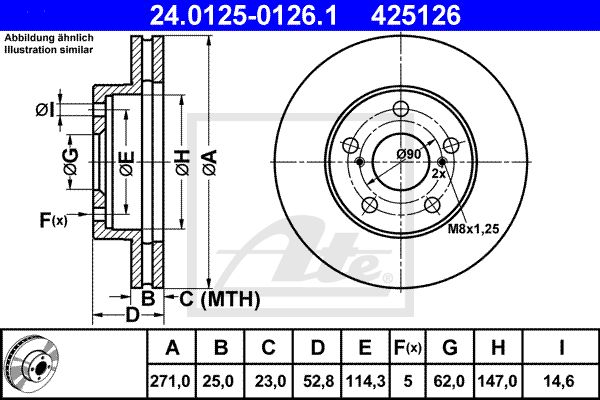 24.0125-0126.1 425126
Abbildung ähnlich
Illustration similar
ØI
ØG
ØE
ØH
ØA
F(x)
B
C (MTH)
D
Ø90
2x
M8x1,25
Ate
A B C D E F(x) G H I
271,0 25,0 23,0 52,8 114,3 5 62,0 147,0 14,6